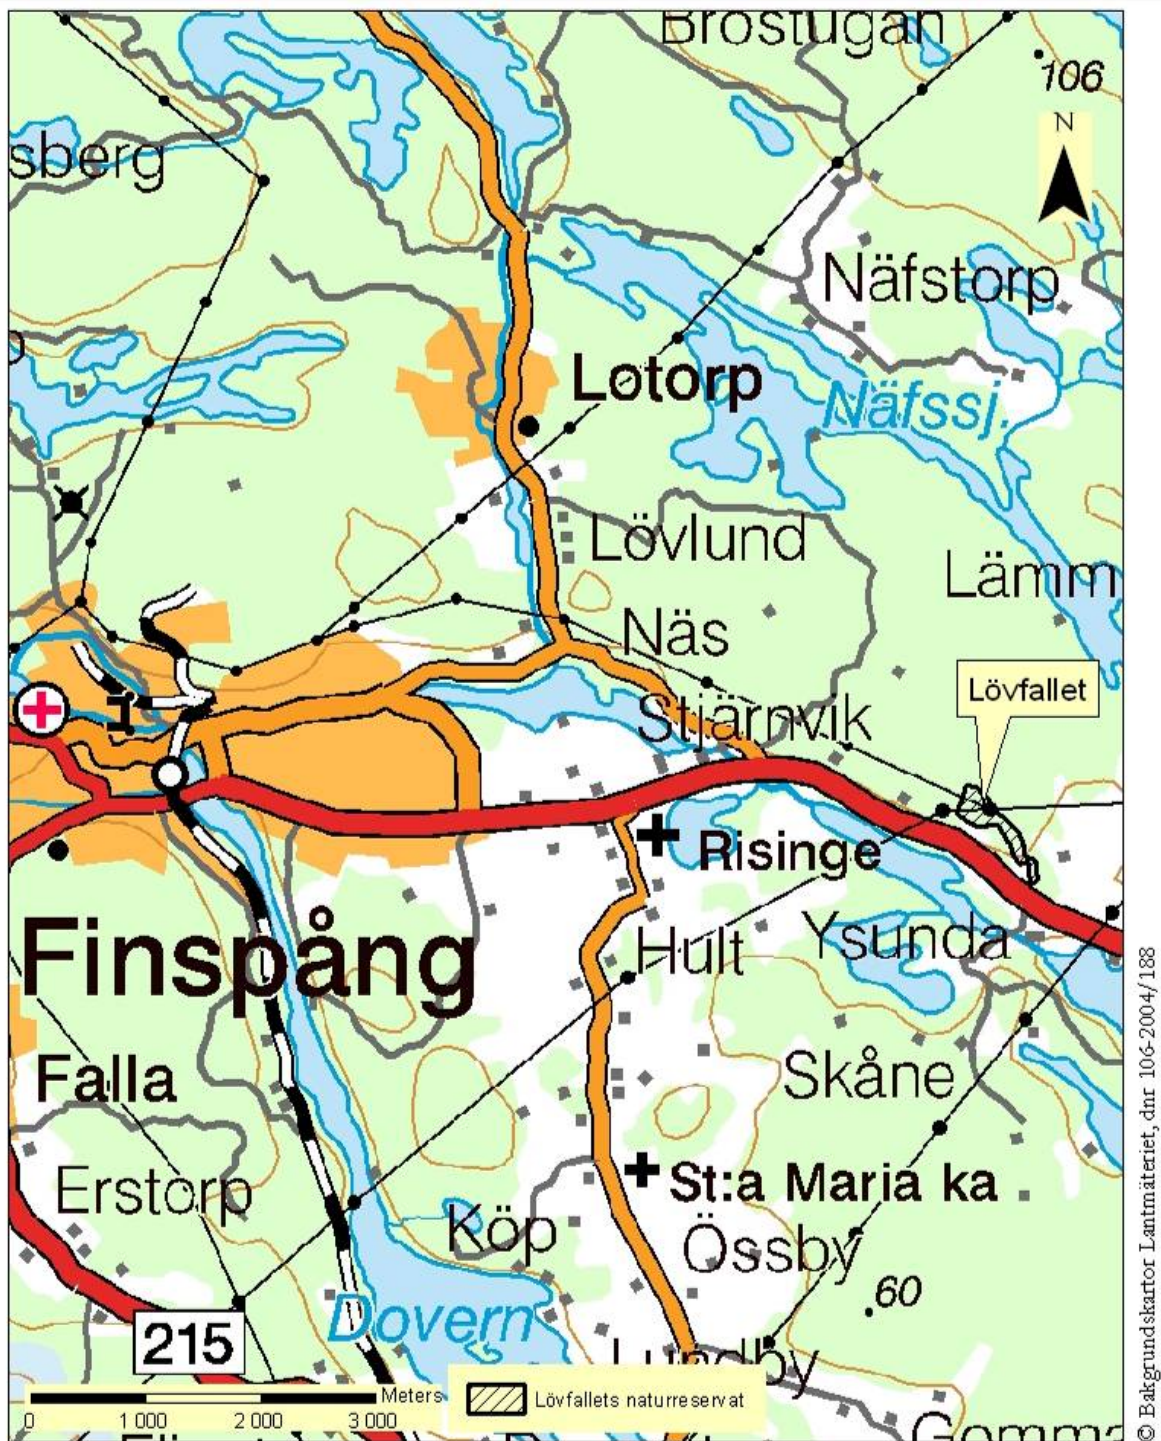 Brostugan
106
N
sberg
Näfstorp
Lotorp
Näfssj.
Lövlund
Lämm
Näs
Lövfallet
Stjärnvik
Risinge
Finspång
Hult
Ysunda
Falla
Skåne
Erstorp
St:a Maria ka
Köp
Össby
60
Dovern
215
Lundby
Meters
0 1 000 2 000 3 000
Lövfallets naturreservat
© Bakgrundskartor Lantmäteriet, dnr 106-2004/188